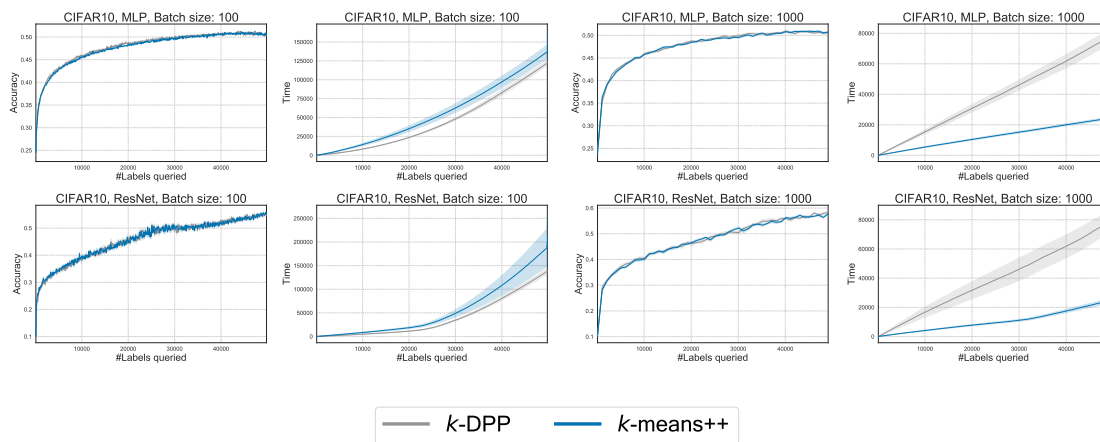 CIFAR10, MLP, Batch size: 100
Accuracy
0.50
0.45
0.40
0.35
0.30
0.25
10000 20000 30000 40000
#Labels queried
CIFAR10, MLP, Batch size: 100
Time
150000
125000
100000
75000
50000
25000
0
10000 20000 30000 40000
#Labels queried
CIFAR10, MLP, Batch size: 1000
Accuracy
0.50
0.45
0.40
0.35
0.30
0.25
10000 20000 30000 40000
#Labels queried
CIFAR10, MLP, Batch size: 1000
Time
80000
60000
40000
20000
0
10000 20000 30000 40000
#Labels queried
CIFAR10, ResNet, Batch size: 100
Accuracy
0.5
0.4
0.3
0.2
0.1
10000 20000 30000 40000
#Labels queried
CIFAR10, ResNet, Batch size: 100
Time
250000
200000
150000
100000
50000
0
10000 20000 30000 40000
#Labels queried
CIFAR10, ResNet, Batch size: 1000
Accuracy
0.6
0.5
0.4
0.3
0.2
0.1
10000 20000 30000 40000
#Labels queried
CIFAR10, ResNet, Batch size: 1000
Time
80000
60000
40000
20000
0
10000 20000 30000 40000
#Labels queried
k-DPP k-means++